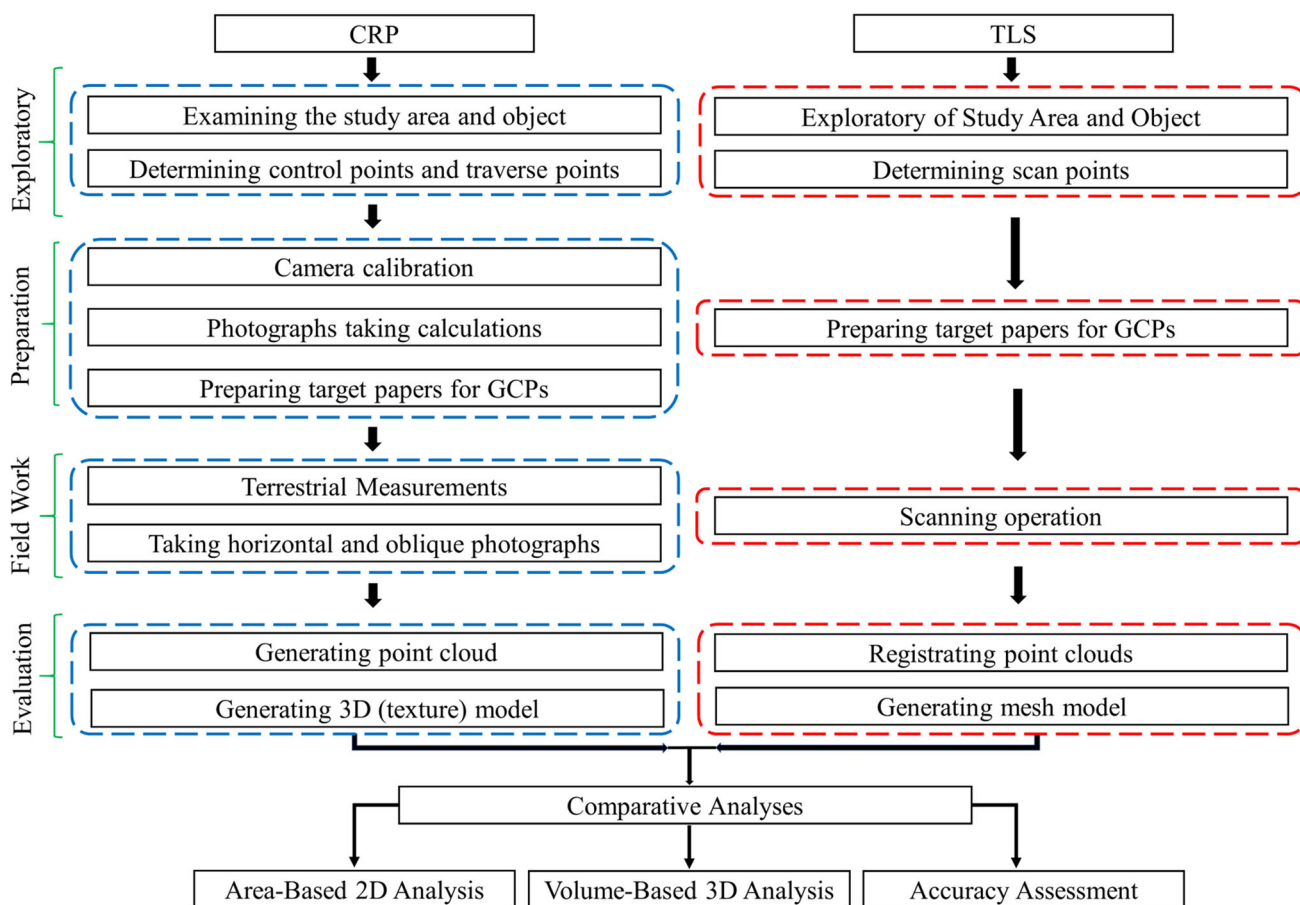 CRP
TLS
Exploratory
Examining the study area and object
Determining control points and traverse points
Exploratory of Study Area and Object
Determining scan points
Preparation
Camera calibration
Photographs taking calculations
Preparing target papers for GCPs
Preparing target papers for GCPs
Field Work
Terrestrial Measurements
Taking horizontal and oblique photographs
Scanning operation
Evaluation
Generating point cloud
Generating 3D (texture) model
Registrating point clouds
Generating mesh model
Comparative Analyses
Area-Based 2D Analysis
Volume-Based 3D Analysis
Accuracy Assessment